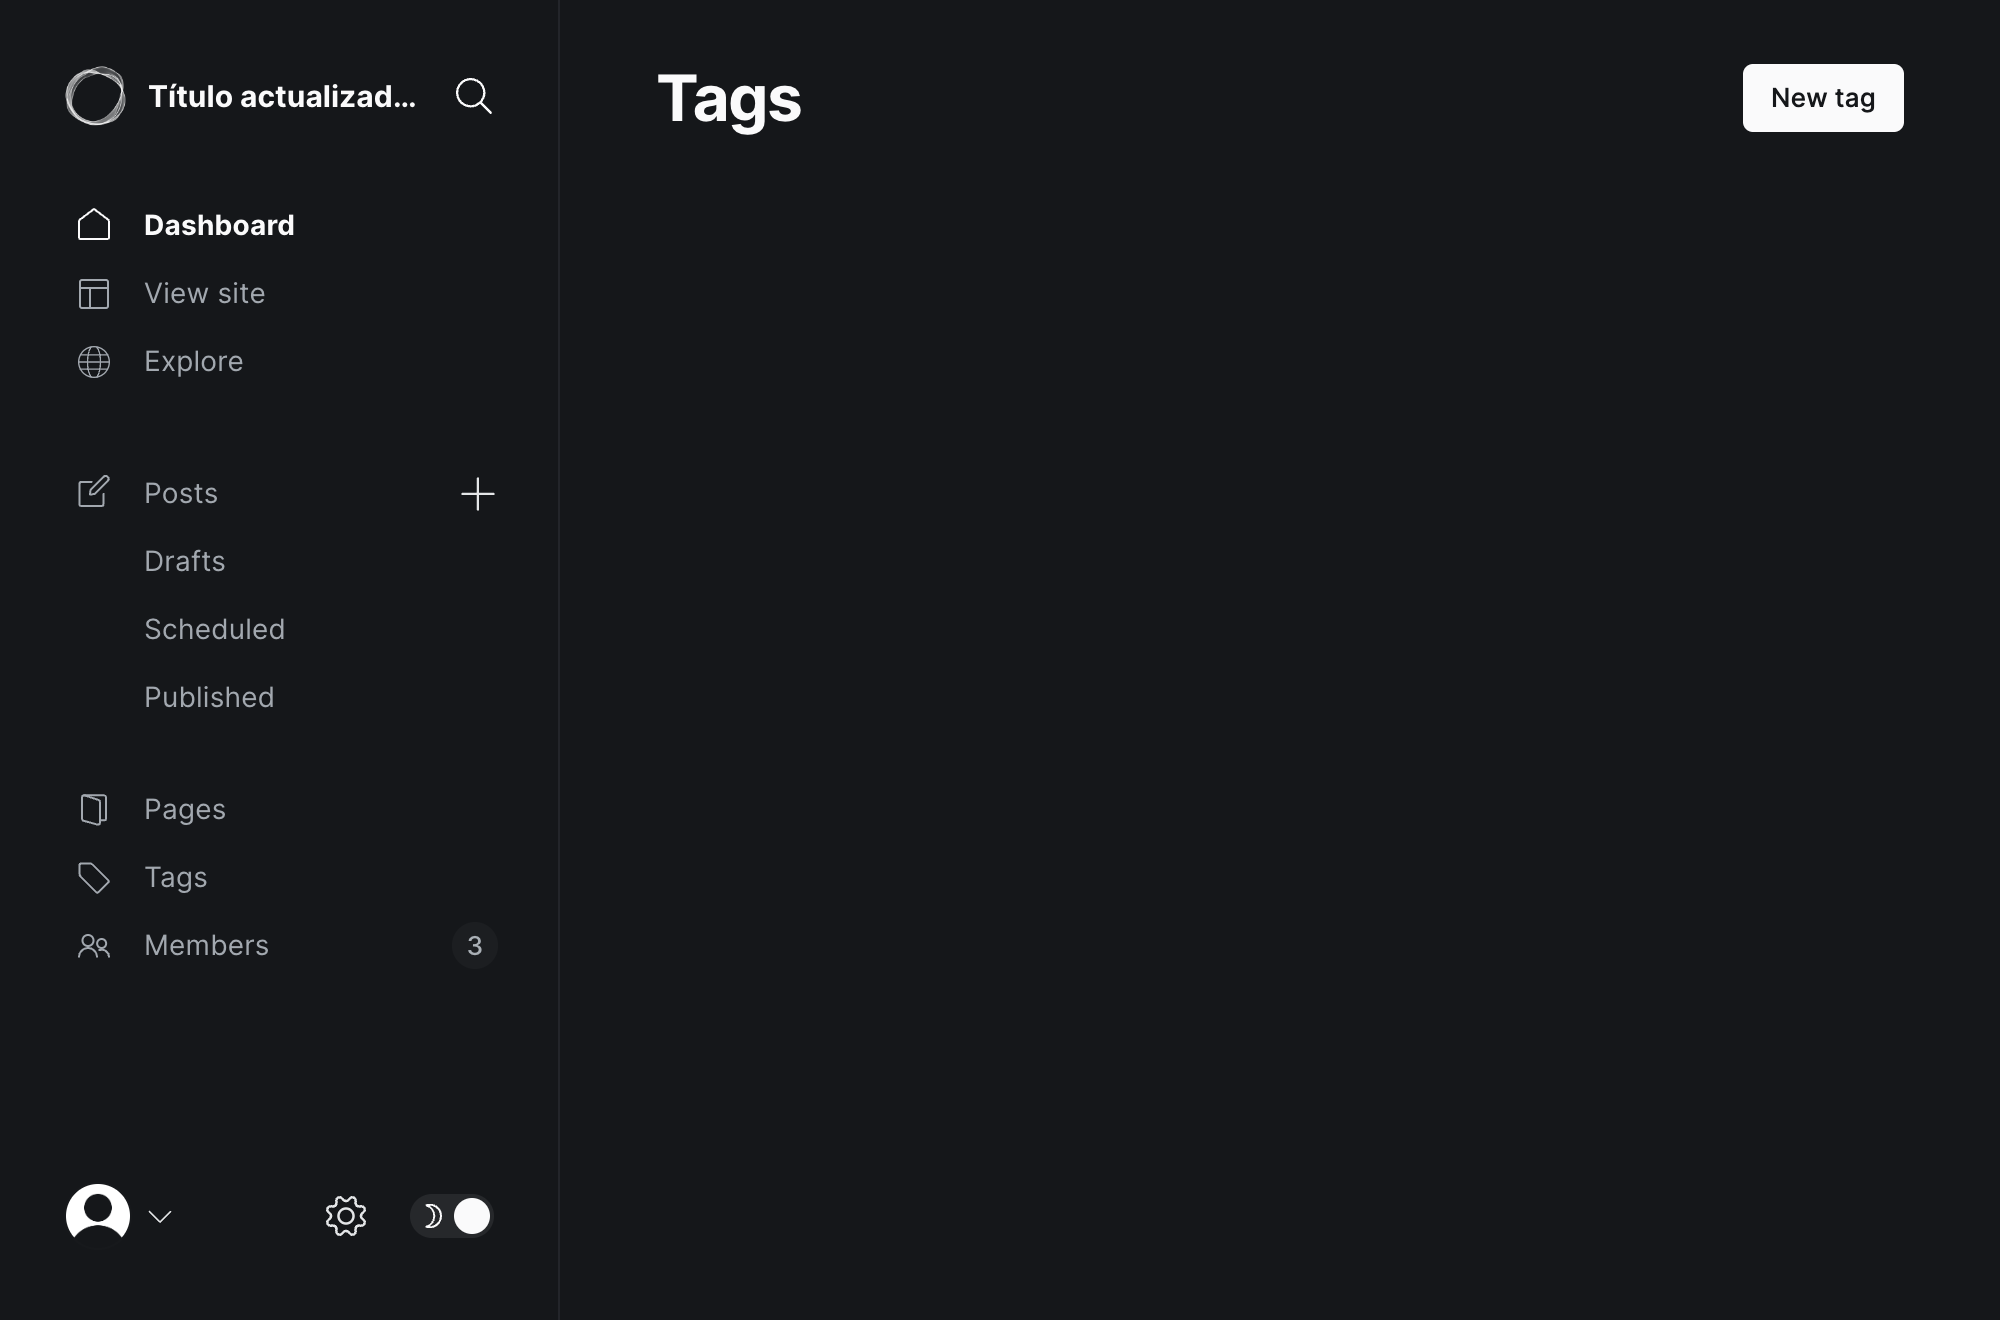 Título actualizad...
Tags
New tag
Dashboard
View site
Explore
Posts
Drafts
Scheduled
Published
Pages
Tags
Members
3